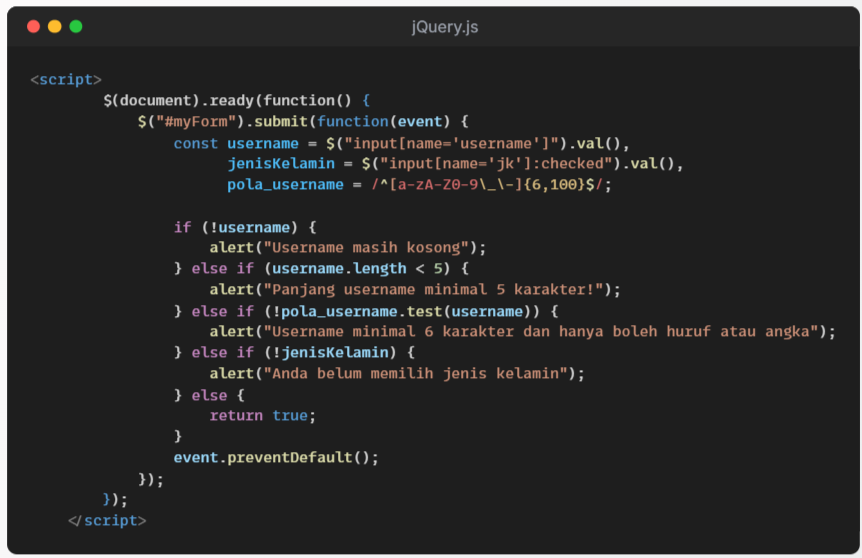 jQuery.js
<script>
$(document).ready(function() {
$("#myForm").submit(function(event) {
const username = $("input[name='username']").val(),
jenisKelamin = $("input[name='jk']:checked").val(),
pola_username = /^[a-zA-Z0-9\_\-]{6,100}$/;
if (!username) {
alert("Username masih kosong");
} else if (username.length < 5) {
alert("Panjang username minimal 5 karakter!");
} else if (!pola_username.test(username)) {
alert("Username minimal 6 karakter dan hanya boleh huruf atau angka");
} else if (!jenisKelamin) {
alert("Anda belum memilih jenis kelamin");
} else {
return true;
}
event.preventDefault();
});
});
</script>